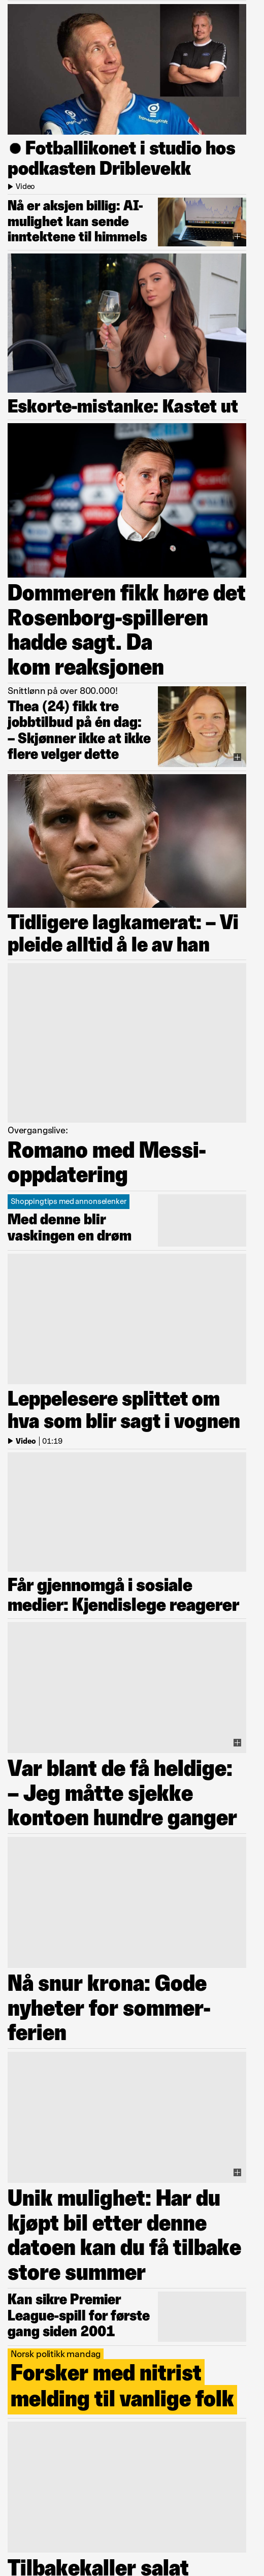 ● Fotballikonet i studio hos
podkasten Driblevekk
Video
Nå er aksjen billig: AI-
mulighet kan sende
inntektene til himmels
Eskorte-mistanke: Kastet ut
Dommeren fikk høre det
Rosenborg-spilleren
hadde sagt. Da
kom reaksjonen
Snittlønn på over 800.000!
Thea (24) fikk tre
jobbtilbud på én dag:
– Skjønner ikke at ikke
flere velger dette
Tidligere lagkamerat: – Vi
pleide alltid å le av han
Overgangslive:
Romano med Messi-
oppdatering
Shoppingtips med annonselenker
Med denne blir
vaskingen en drøm
Leppelesere splittet om
hva som blir sagt i vognen
Video | 01:19
Får gjennomgå i sosiale
medier: Kjendislege reagerer
Var blant de få heldige:
– Jeg måtte sjekke
kontoen hundre ganger
Nå snur krona: Gode
nyheter for sommer-
ferien
Unik mulighet: Har du
kjøpt bil etter denne
datoen kan du få tilbake
store summer
Kan sikre Premier
League-spill for første
gang siden 2001
Norsk politikk mandag
Forsker med nitrist
melding til vanlige folk
Tilbakekaller salat